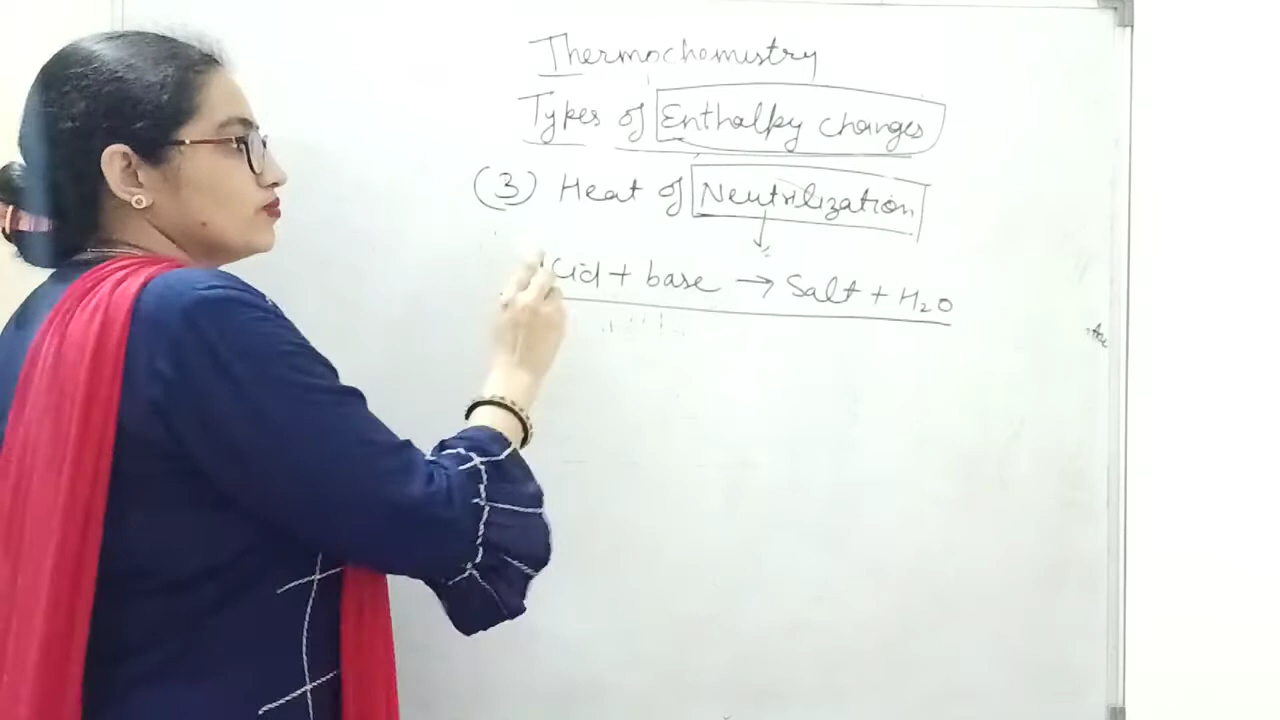 Thermochemistry
Types of Enthalpy changes
(3) Heat of Neutrilization
Acid + base → Salt + H₂O